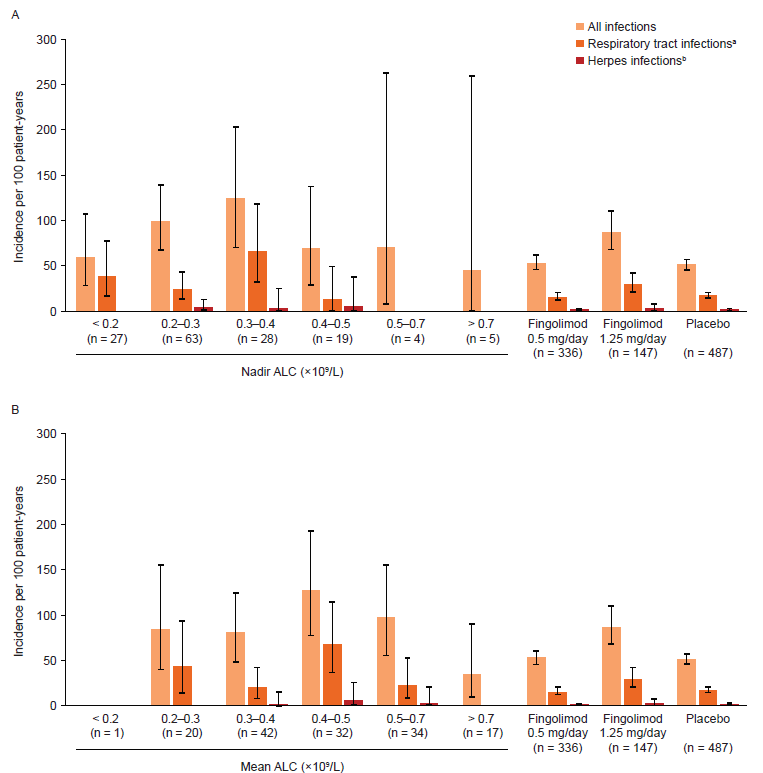 A
All infections
Respiratory tract infectionsᵃ
Herpes infectionsᵇ
Incidence per 100 patient-years
300
250
200
150
100
50
0
< 0.2 0.2–0.3 0.3–0.4 0.4–0.5 0.5–0.7 > 0.7 Fingolimod Fingolimod Placebo
(n = 27) (n = 63) (n = 28) (n = 19) (n = 4) (n = 5) 0.5 mg/day 1.25 mg/day
(n = 336) (n = 147) (n = 487)
Nadir ALC (×10⁹/L)
B
Incidence per 100 patient-years
300
250
200
150
100
50
0
< 0.2 0.2–0.3 0.3–0.4 0.4–0.5 0.5–0.7 > 0.7 Fingolimod Fingolimod Placebo
(n = 1) (n = 20) (n = 42) (n = 32) (n = 34) (n = 17) 0.5 mg/day 1.25 mg/day
(n = 336) (n = 147) (n = 487)
Mean ALC (×10⁹/L)